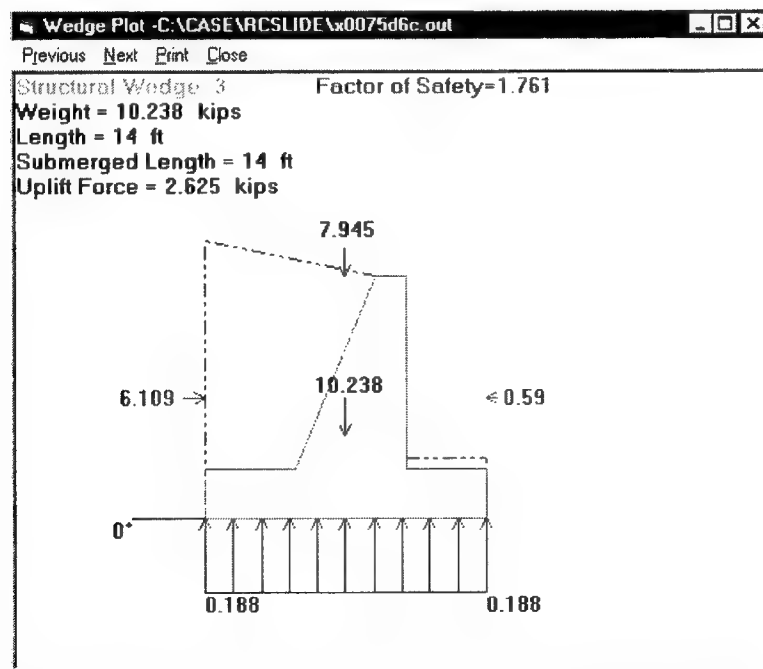 Wedge Plot -C:\CASE\RCSLIDE\x0075d6c.out
Previous Next Print Close
Structural Wedge 3 Factor of Safety=1.761
Weight = 10.238 kips
Length = 14 ft
Submerged Length = 14 ft
Uplift Force = 2.625 kips
7.945
10.238
6.109
0.59
0°
0.188
0.188